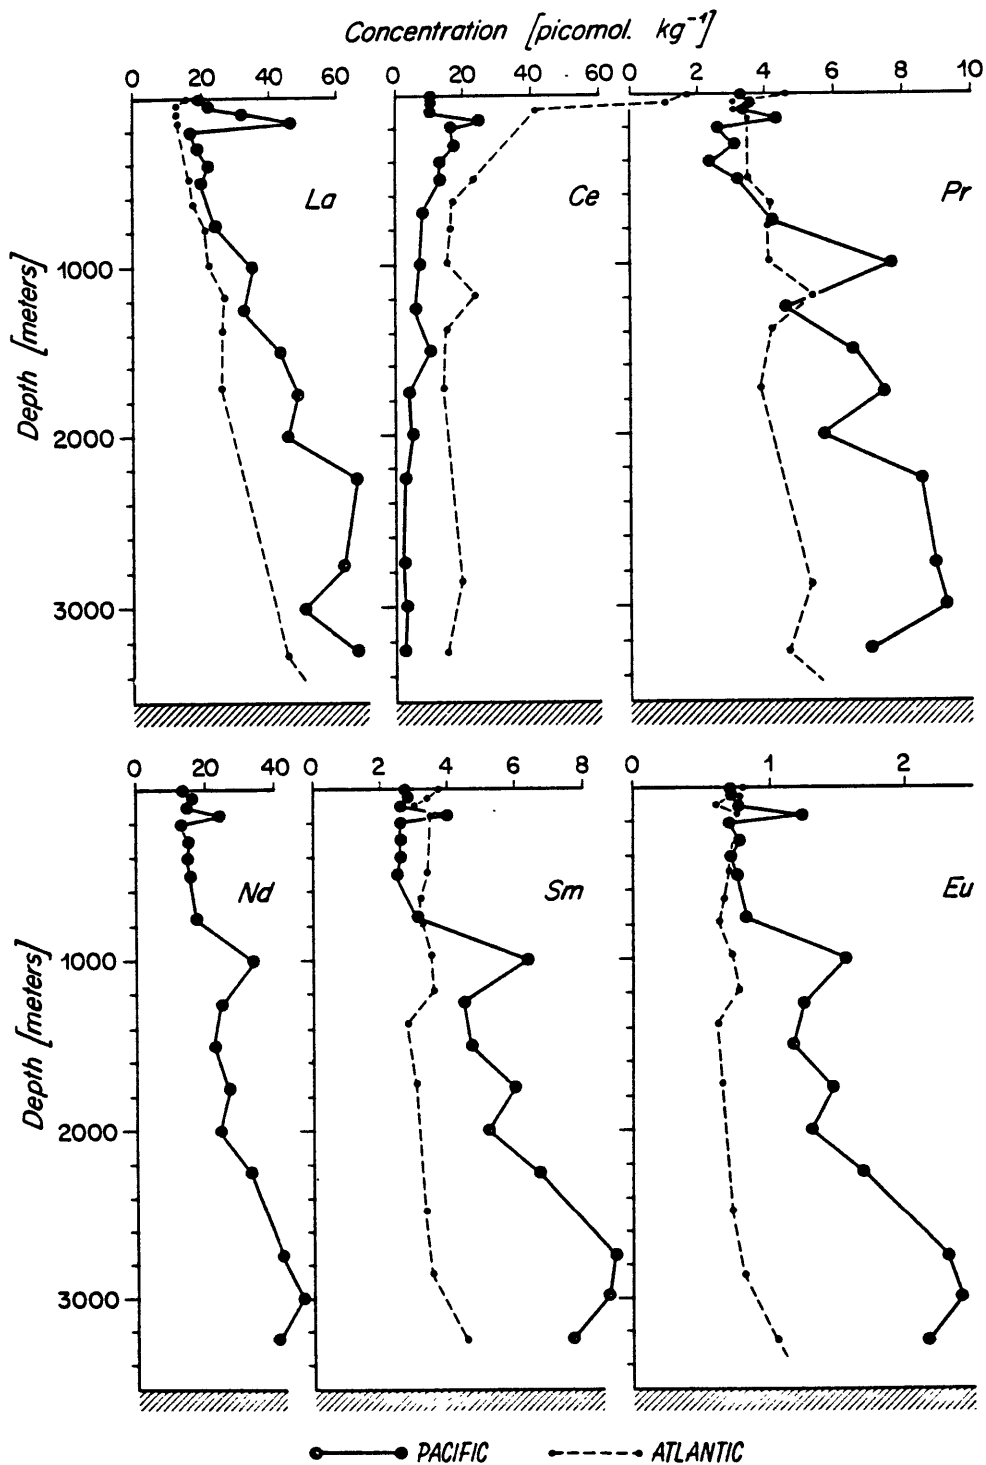 Concentration [picomol. kg⁻¹]
0 20 40 60 0 20 40 60 0 2 4 6 8 10
La Ce Pr
Depth [meters]
1000
2000
3000
0 20 40 0 2 4 6 8 0 1 2
Nd Sm Eu
Depth [meters]
1000
2000
3000
PACIFIC ATLANTIC